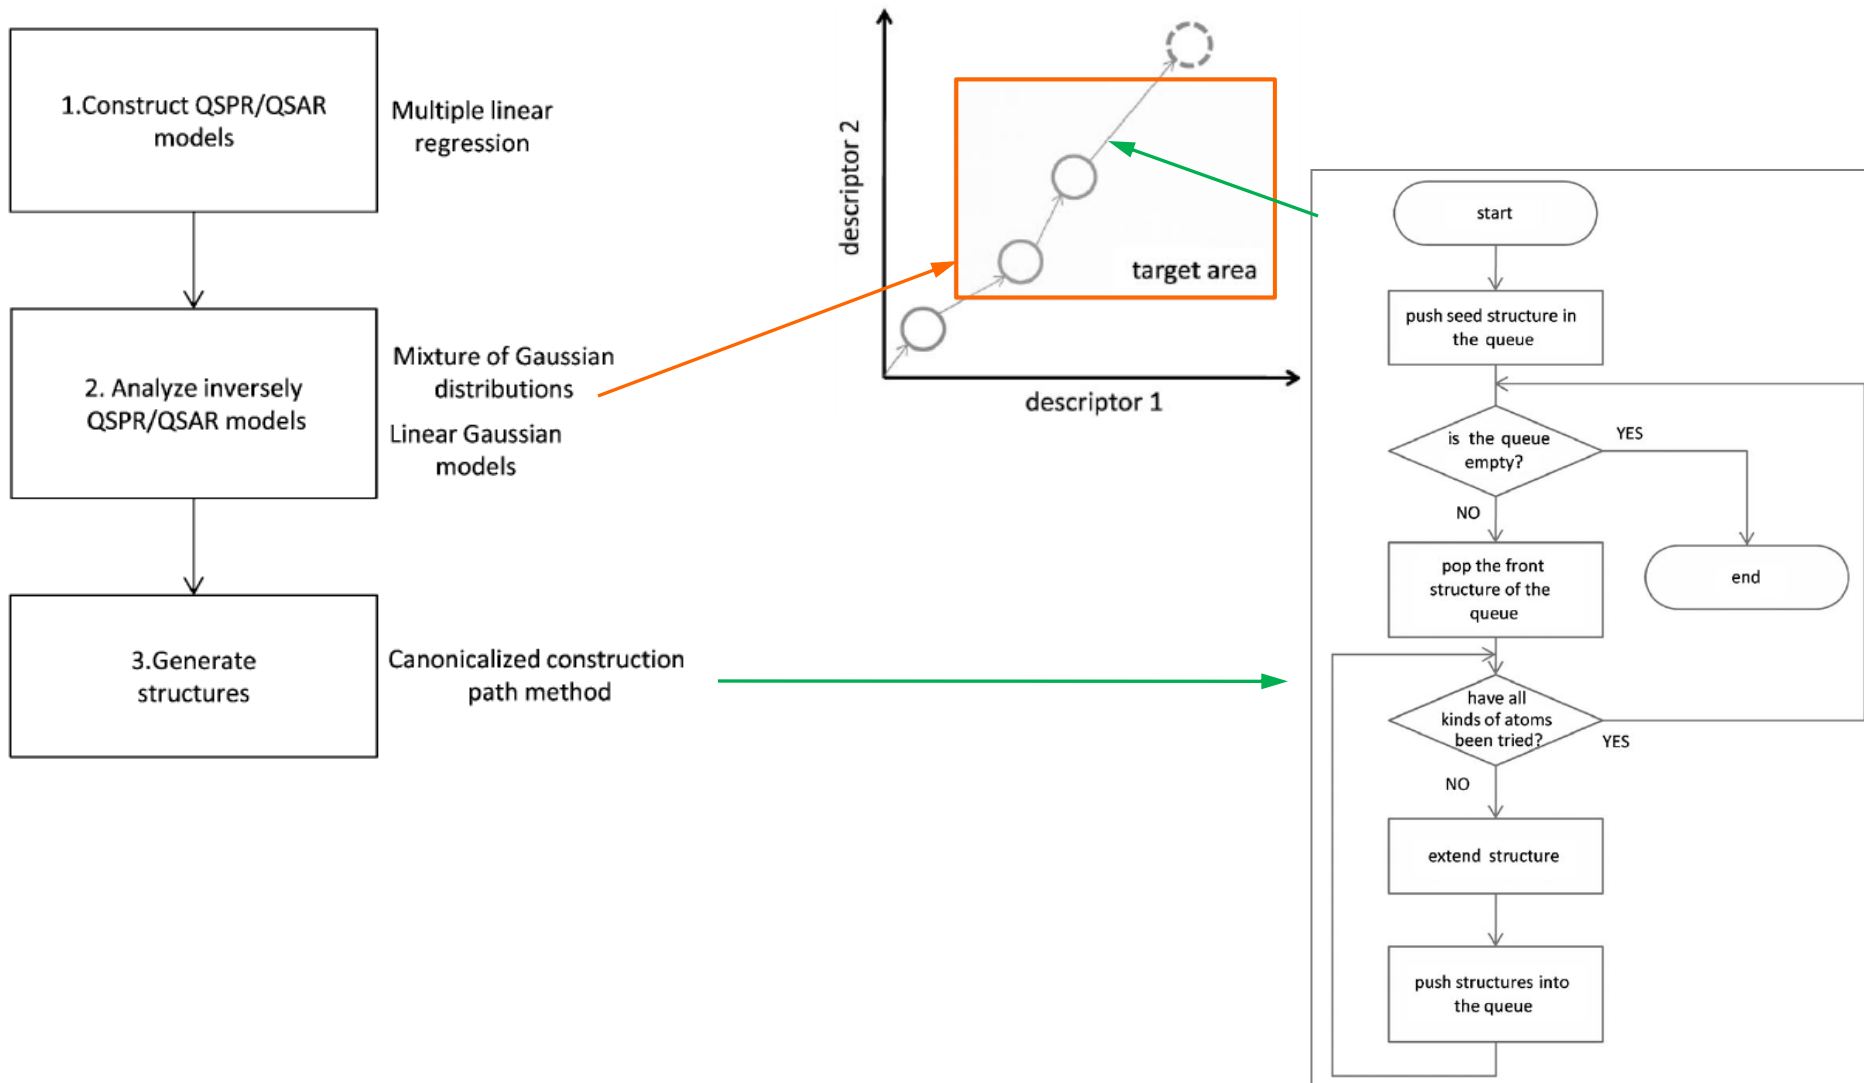 1.Construct QSPR/QSAR
models
Multiple linear
regression
2. Analyze inversely
QSPR/QSAR models
Mixture of Gaussian
distributions
Linear Gaussian
models
3.Generate
structures
Canonicalized construction
path method
descriptor 2
target area
descriptor 1
start
push seed structure in
the queue
is the queue
empty?
YES
NO
pop the front
structure of the
queue
end
have all
kinds of atoms
been tried?
YES
NO
extend structure
push structures into
the queue